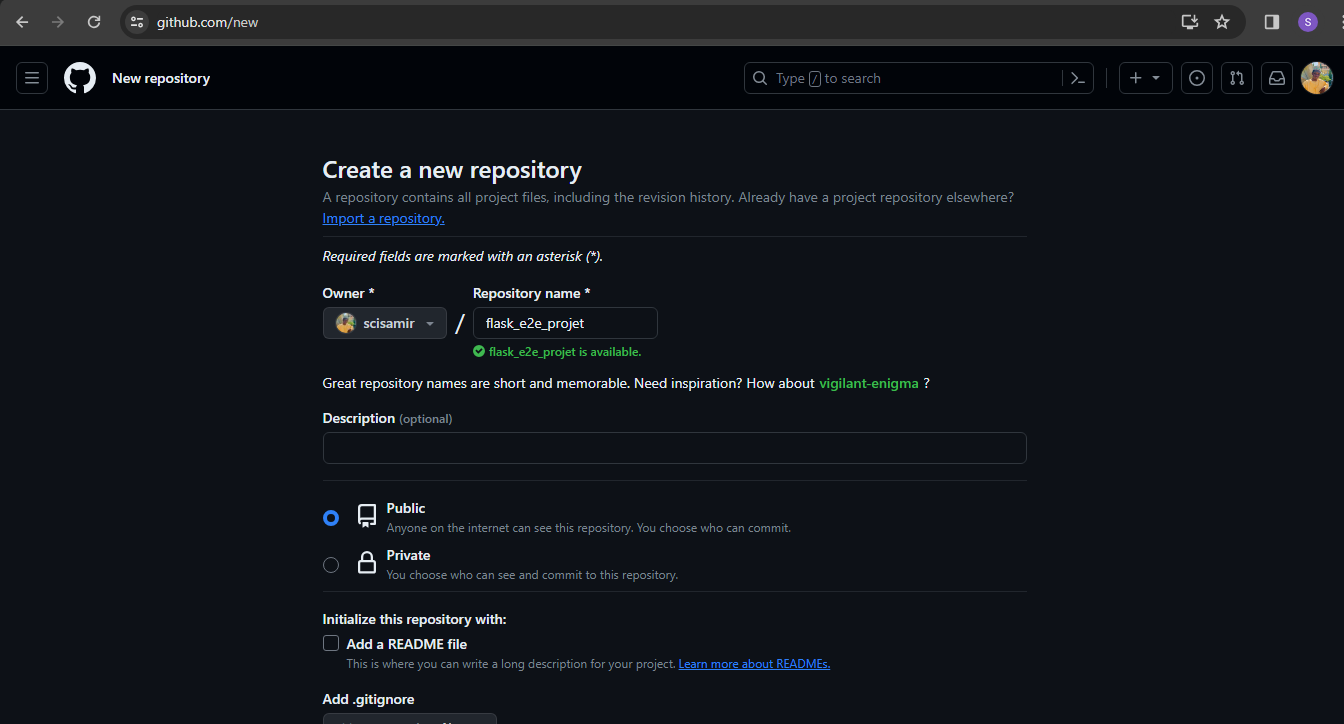 github.com/new
S
New repository
Type / to search
Create a new repository
A repository contains all project files, including the revision history. Already have a project repository elsewhere?
Import a repository.
Required fields are marked with an asterisk (*).
Owner * Repository name *
scisamir / flask_e2e_projet
flask_e2e_projet is available.
Great repository names are short and memorable. Need inspiration? How about vigilant-enigma ?
Description (optional)
Public
Anyone on the internet can see this repository. You choose who can commit.
Private
You choose who can see and commit to this repository.
Initialize this repository with:
Add a README file
This is where you can write a long description for your project. Learn more about READMEs.
Add .gitignore